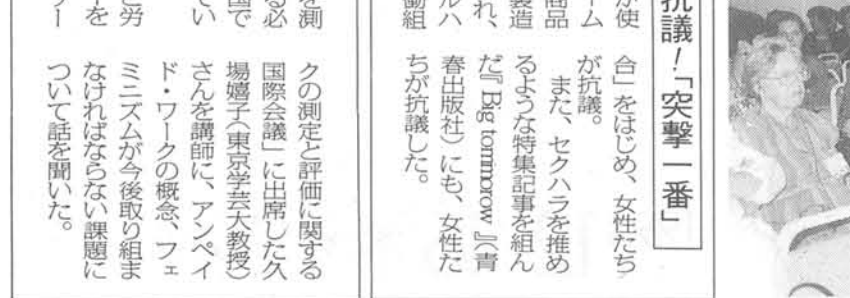 抗議!「突撃一番」
が使
ーム
商品
製造
れ、
ルハ
働組
合」をはじめ、女性たち
が抗議。
また、セクハラを推め
るような特集記事を組ん
だ『Big tomorrow』(青
春出版社)にも、女性た
ちが抗議した。
を測
る必
国で
てい
と労
ーを
リー
クの測定と評価に関する
国際会議」に出席した久
場嬉子(東京学芸大教授)
さんを講師に、アンペイ
ド・ワークの概念、フェ
ミニズムが今後取り組ま
なければならない課題に
ついて話を聞いた。